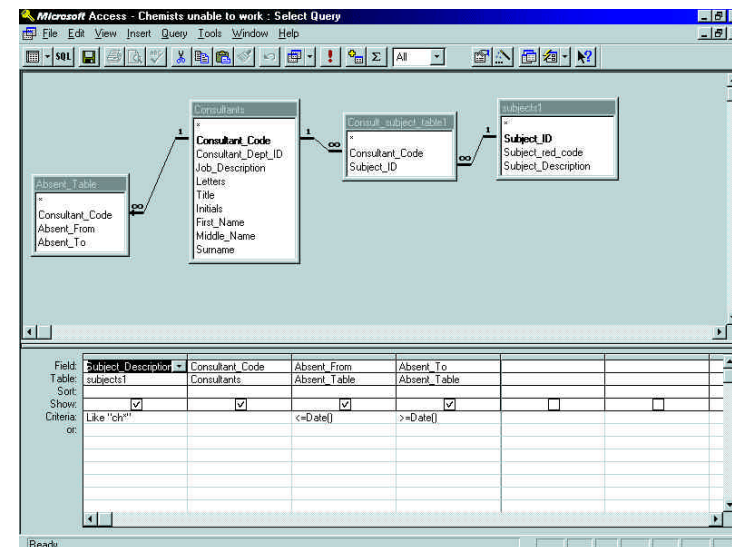 Microsoft Access - Chemists unable to work : Select Query
File Edit View Insert Query Tools Window Help
SQL All
Consultants
*
Consultant_Code
Consultant_Dept_ID
Job_Description
Letters
Title
Initials
First_Name
Middle_Name
Surname
Consult_subject_table1
*
Consultant_Code
Subject_ID
subjects1
*
Subject_ID
Subject_red_code
Subject_Description
Absent_Table
*
Consultant_Code
Absent_From
Absent_To
1
∞
1
∞
1
∞
Field: Subject_Description Consultant_Code Absent_From Absent_To
Table: subjects1 Consultants Absent_Table Absent_Table
Sort:
Show:
Criteria: Like "ch*" <=Date() >=Date()
or:
Ready